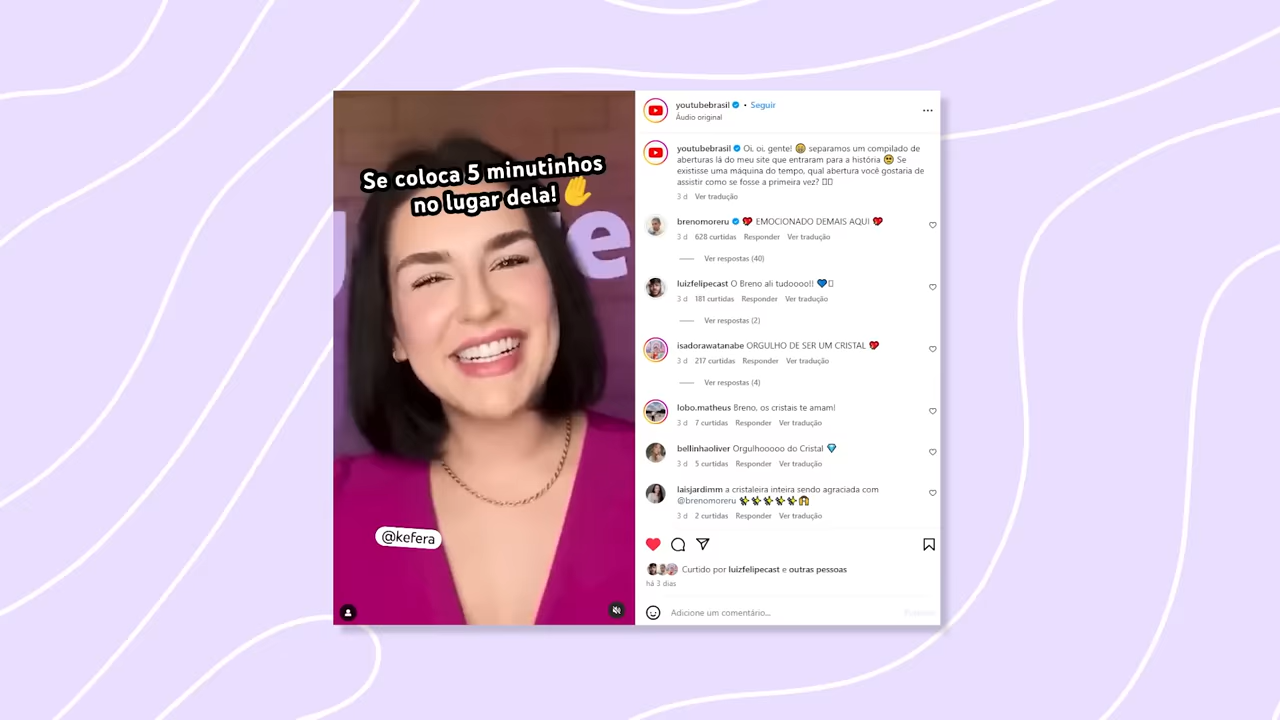 Se coloca 5 minutinhos
no lugar dela! ✋
@kefera
youtubebrasil • Seguir
Áudio original
youtubebrasil Oi, oi, gente! separamos um compilado de
aberturas lá do meu site que entraram para a história Se
existisse uma máquina do tempo, qual abertura você gostaria de
assistir como se fosse a primeira vez?
3 d Ver tradução
brenomoreru EMOCIONADO DEMAIS AQUI
3 d 628 curtidas Responder Ver tradução
Ver respostas (40)
luizfelipecast O Breno ali tudoooo!! 💙
3 d 181 curtidas Responder Ver tradução
Ver respostas (2)
isadorawatanabe ORGULHO DE SER UM CRISTAL
3 d 217 curtidas Responder Ver tradução
Ver respostas (4)
lobo.matheus Breno, os cristais te amam!
3 d 7 curtidas Responder Ver tradução
bellinhaoliver Orgulhooooo do Cristal 💎
3 d 5 curtidas Responder Ver tradução
laisjardimm a cristaleira inteira sendo agraciada com
@brenomoreru
3 d 2 curtidas Responder Ver tradução
Curtido por luizfelipecast e outras pessoas
há 3 dias
Adicione um comentário...